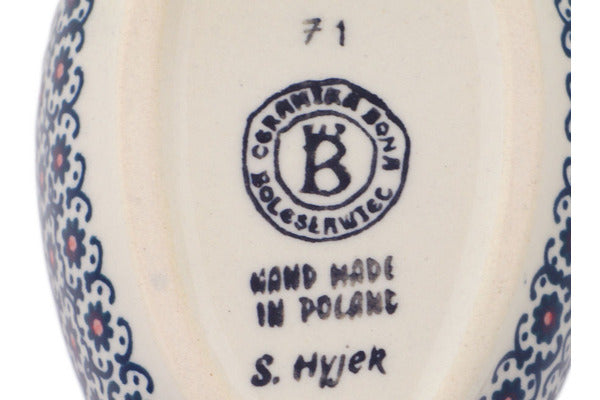 71
CERAMIKA BONA
BOLESŁAWIEC
B
HAND MADE
IN POLAND
S. Hyjek